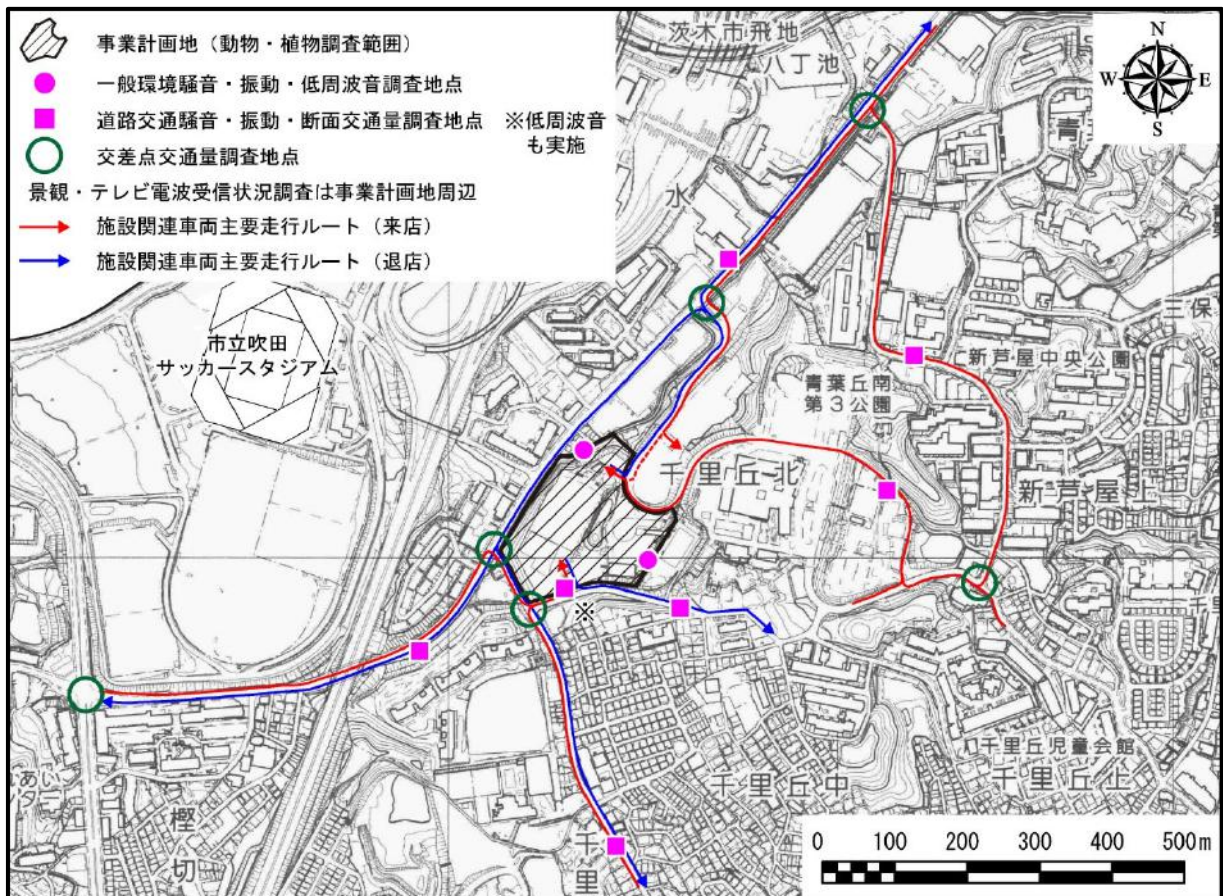 事業計画地（動物・植物調査範囲）
一般環境騒音・振動・低周波音調査地点
道路交通騒音・振動・断面交通量調査地点 ※低周波音
も実施
交差点交通量調査地点
景観・テレビ電波受信状況調査は事業計画地周辺
施設関連車両主要走行ルート（来店）
施設関連車両主要走行ルート（退店）
茨木市飛地
八丁池
N
W
E
S
青
水
市立吹田
サッカースタジアム
三保
新芦屋中央公園
青葉丘南
第３公園
千里丘北
新芦屋上
※
千里丘児童会館
千里丘上
千里丘中
樫
切
千
里
0 100 200 300 400 500m